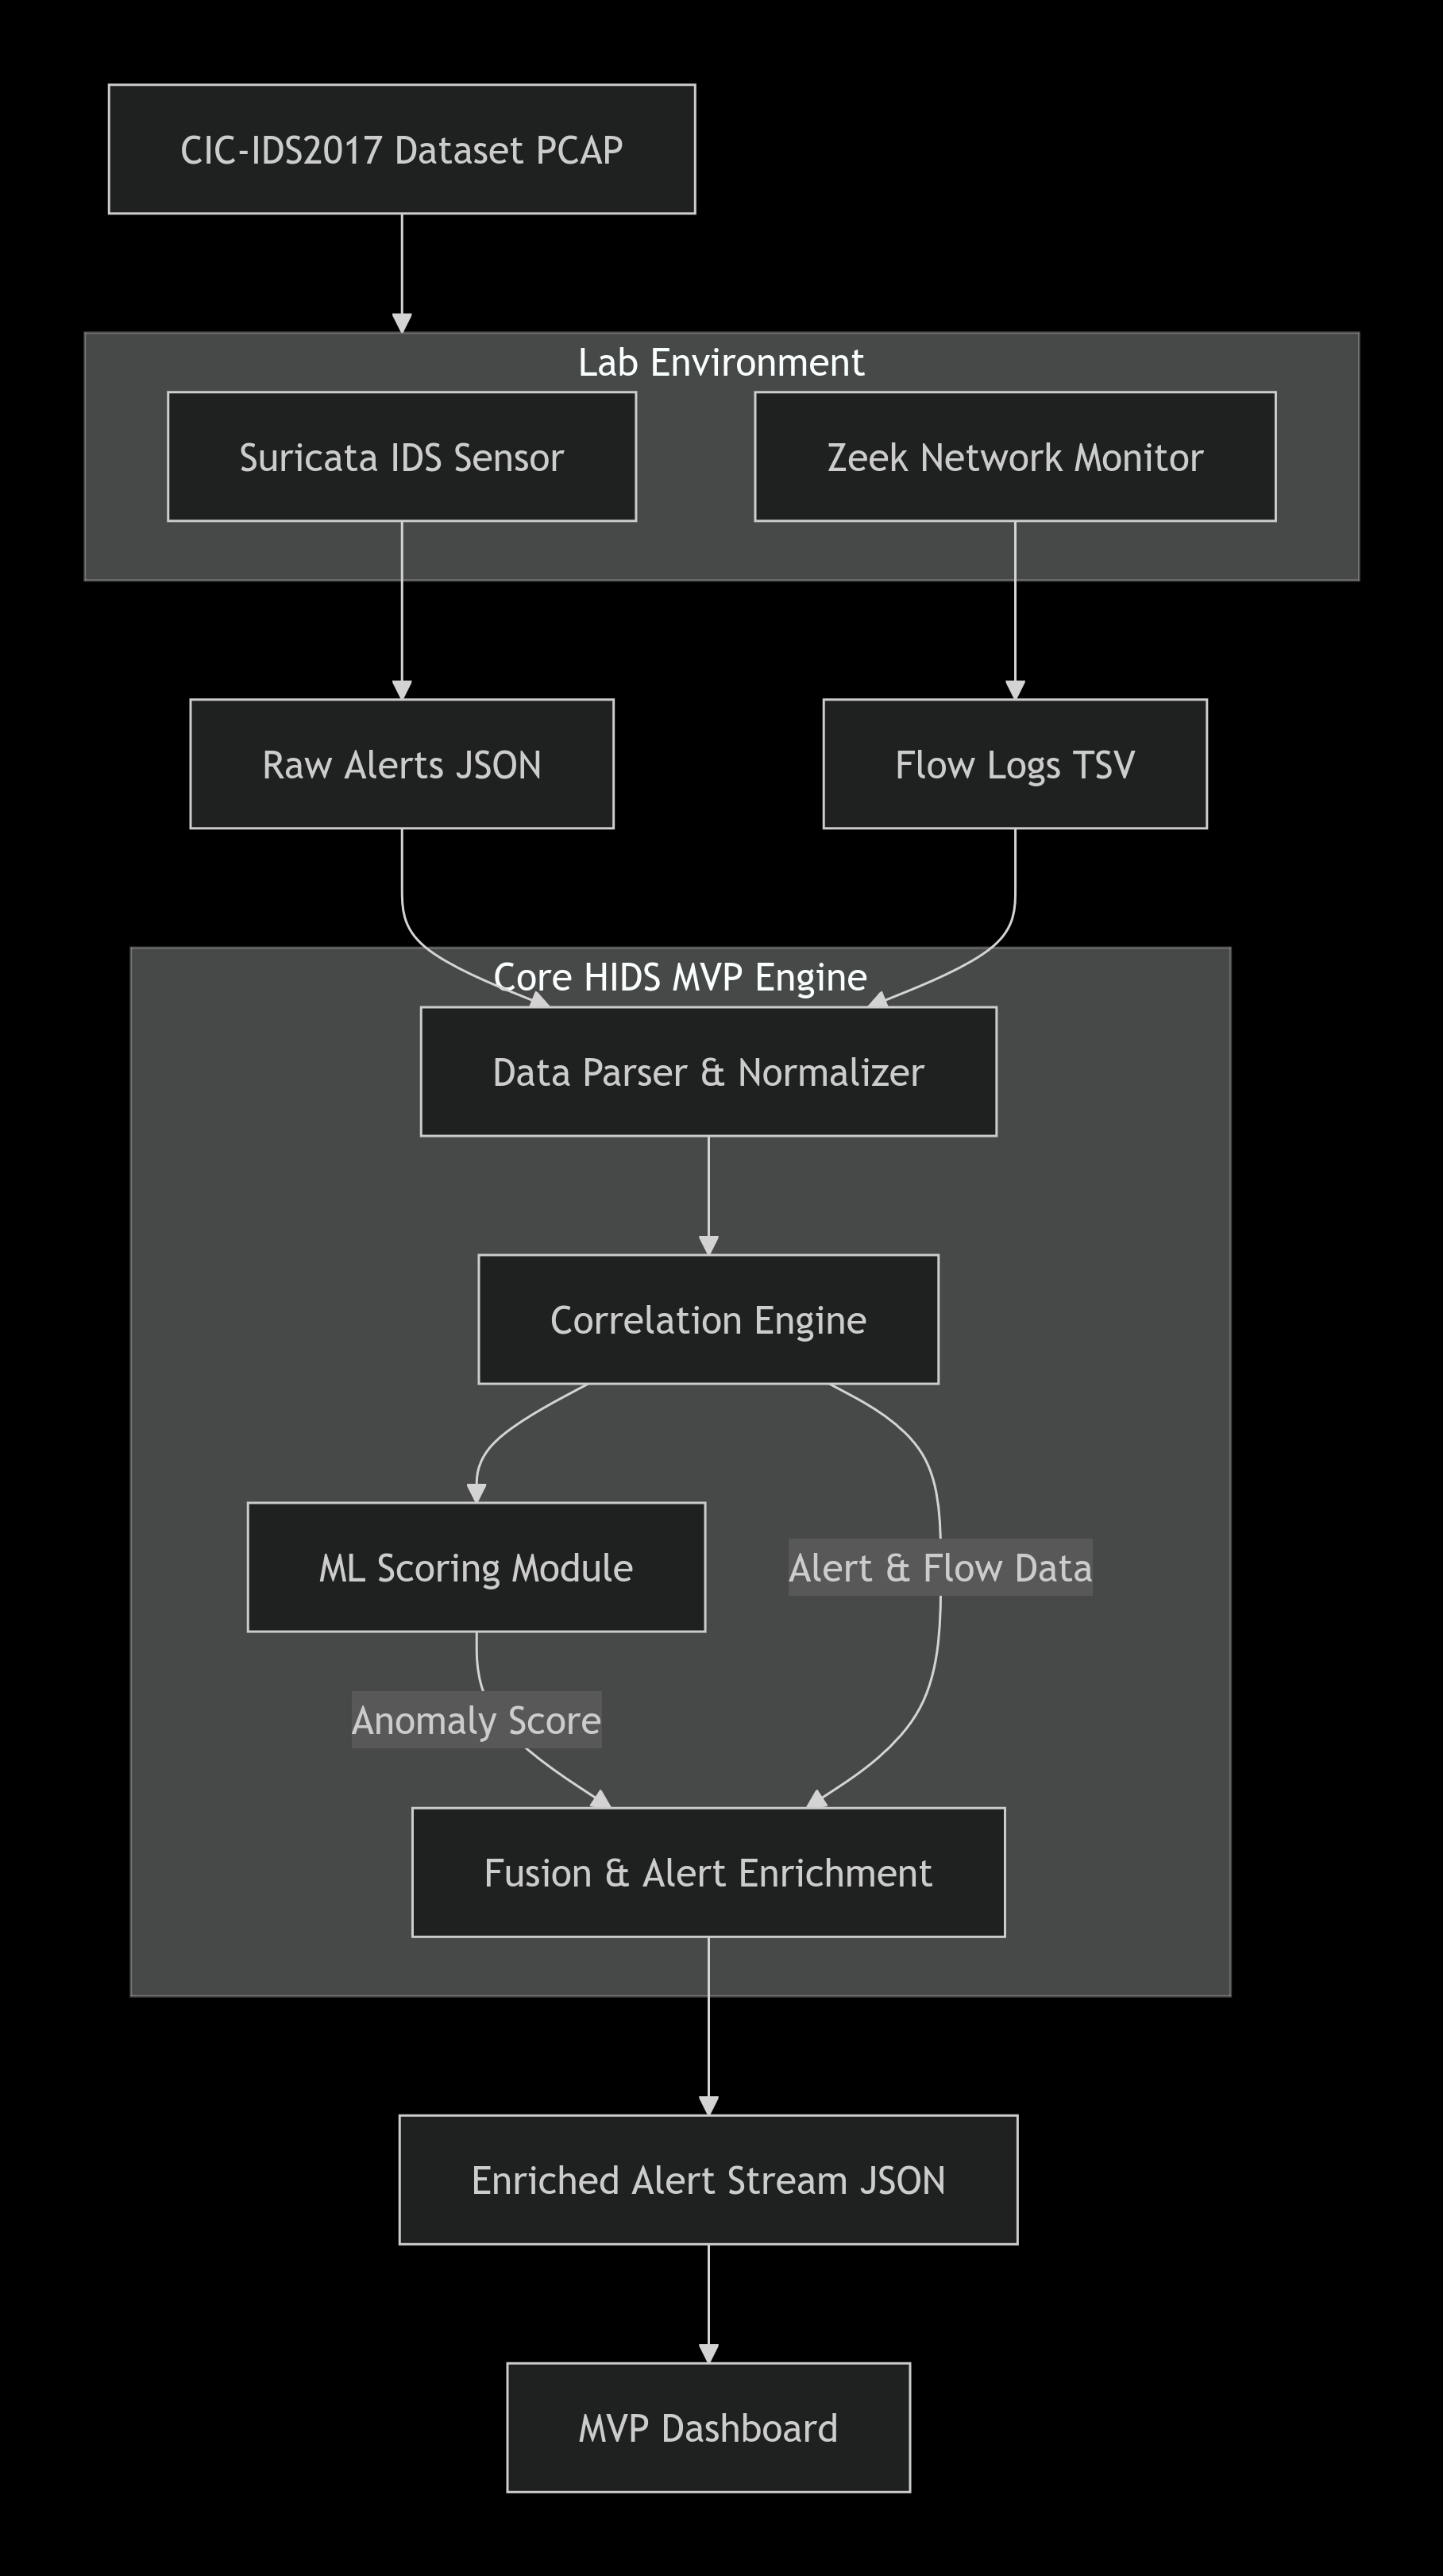 CIC-IDS2017 Dataset PCAP
Lab Environment
Suricata IDS Sensor
Zeek Network Monitor
Raw Alerts JSON
Flow Logs TSV
Core HIDS MVP Engine
Data Parser & Normalizer
Correlation Engine
ML Scoring Module
Alert & Flow Data
Anomaly Score
Fusion & Alert Enrichment
Enriched Alert Stream JSON
MVP Dashboard